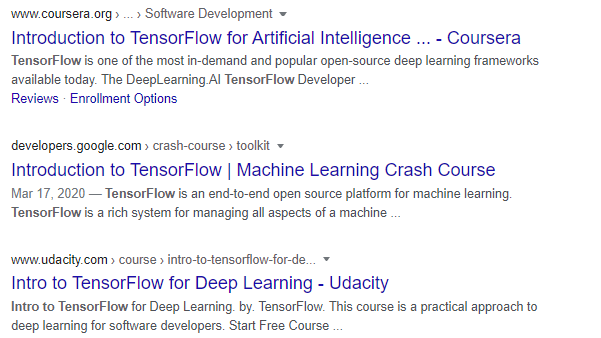 www.coursera.org › ... › Software Development
Introduction to TensorFlow for Artificial Intelligence ... - Coursera
TensorFlow is one of the most in-demand and popular open-source deep learning frameworks
available today. The DeepLearning.AI TensorFlow Developer ...
Reviews · Enrollment Options
developers.google.com › crash-course › toolkit
Introduction to TensorFlow | Machine Learning Crash Course
Mar 17, 2020 — TensorFlow is an end-to-end open source platform for machine learning.
TensorFlow is a rich system for managing all aspects of a machine ...
www.udacity.com › course › intro-to-tensorflow-for-de...
Intro to TensorFlow for Deep Learning - Udacity
Intro to TensorFlow for Deep Learning. by. TensorFlow. This course is a practical approach to
deep learning for software developers. Start Free Course ...